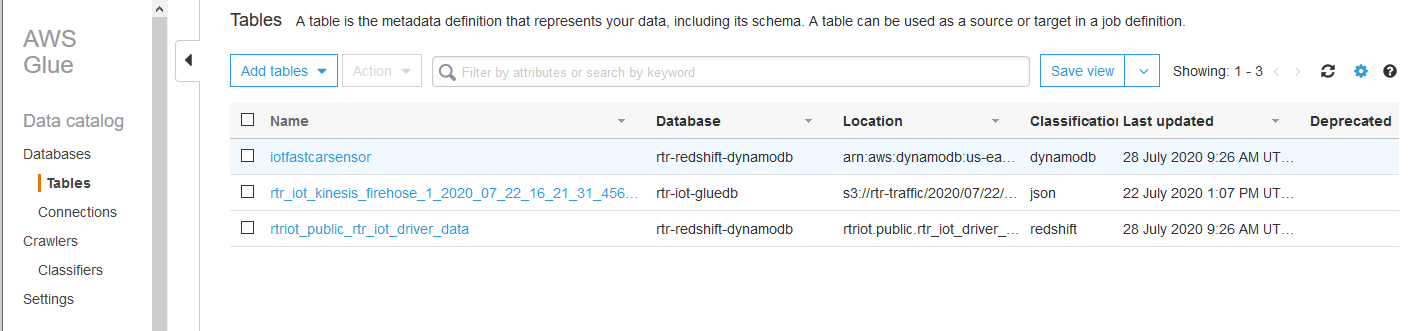 AWS
Glue
Data catalog
Databases
Tables
Connections
Crawlers
Classifiers
Settings
Tables A table is the metadata definition that represents your data, including its schema. A table can be used as a source or target in a job definition.
Add tables Action Filter by attributes or search by keyword Save view Showing: 1 - 3
Name Database Location Classification Last updated Deprecated
iotfastcarsensor rtr-redshift-dynamodb arn:aws:dynamodb:us-ea... dynamodb 28 July 2020 9:26 AM UT...
rtr_iot_kinesis_firehose_1_2020_07_22_16_21_31_456... rtr-iot-gluedb s3://rtr-traffic/2020/07/22/... json 22 July 2020 1:07 PM UT...
rtriot_public_rtr_iot_driver_data rtr-redshift-dynamodb rtriot.public.rtr_iot_driver_... redshift 28 July 2020 9:26 AM UT...